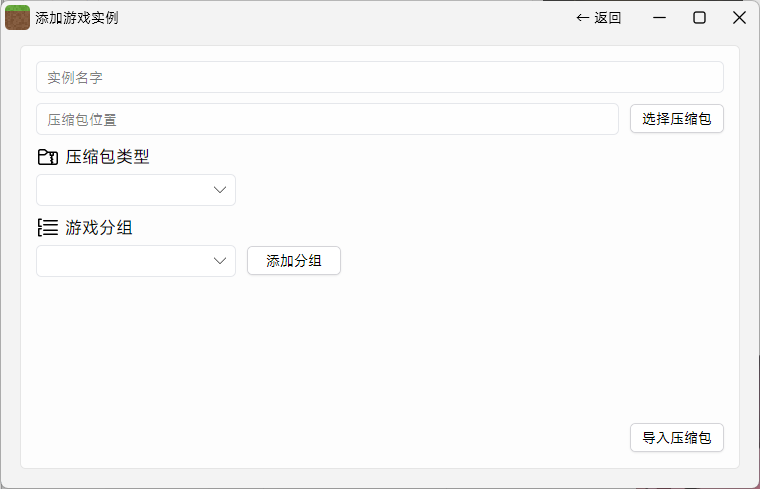 添加游戏实例
← 返回
实例名字
压缩包位置
选择压缩包
压缩包类型
游戏分组
添加分组
导入压缩包